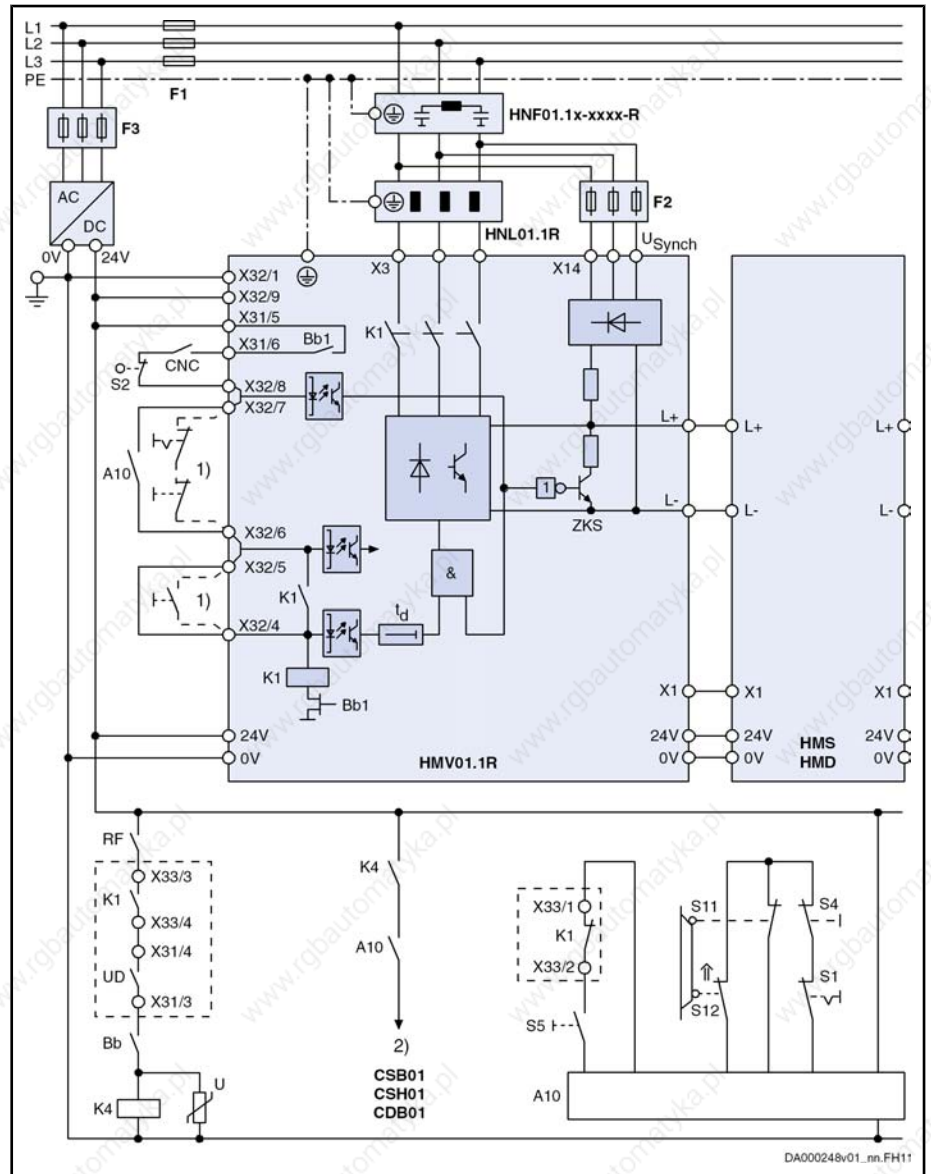 L1
L2
L3
PE
F1
F3
HNF01.1x-xxxx-R
AC
DC
F2
HNL01.1R
USynch
0V
24V
X32/1
X3
X14
X32/9
X31/5
Bb1
K1
X31/6
CNC
S2
X32/8
X32/7
L+
L+
L+
A10
1)
1
L-
L-
L-
ZKS
X32/6
&
X32/5
K1
td
1)
X32/4
K1
Bb1
X1
X1
X1
24V
24V
24V
24V
HMS
0V
0V
0V
0V
HMD
HMV01.1R
RF
K4
X33/3
K1
X33/1
S11
S4
X33/4
K1
A10
X31/4
UD
X33/2
S12
S1
X31/3
S5
Bb
2)
U
CSB01
CSH01
CDB01
A10
K4
DA000248v01_nn.FH11
www.rgbautomatyka.pl